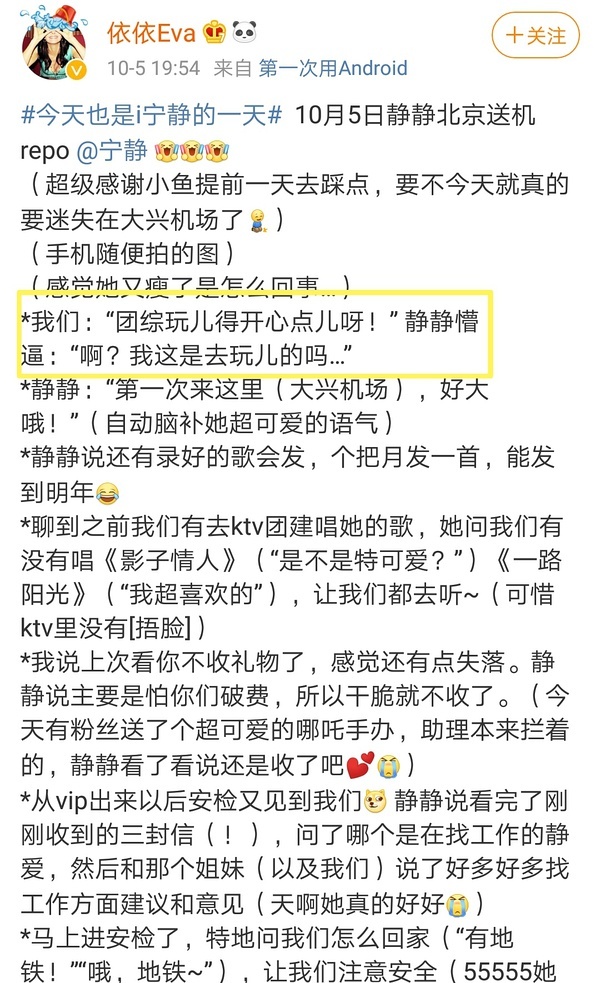 依依Eva
+关注
10-5 19:54 来自 第一次用Android
#今天也是i宁静的一天# 10月5日静静北京送机
repo @宁静
（超级感谢小鱼提前一天去踩点，要不今天就真的
要迷失在大兴机场了）
（手机随便拍的图）
（感觉她又瘦了是怎么回事…）
*我们：“团综玩儿得开心点儿呀！”静静懵
逼：“啊？我这是去玩儿的吗…”
*静静：“第一次来这里（大兴机场），好大
哦！”（自动脑补她超可爱的语气）
*静静说还有录好的歌会发，个把月发一首，能发
到明年
*聊到之前我们有去ktv团建唱她的歌，她问我们有
没有唱《影子情人》（“是不是特可爱？”）《一路
阳光》（“我超喜欢的”），让我们都去听~（可惜
ktv里没有[捂脸]）
*我说上次看你不收礼物了，感觉还有点失落。静
静说主要是怕你们破费，所以干脆就不收了。（今
天有粉丝送了个超可爱的哪吒手办，助理本来拦着
的，静静看了看说还是收了吧）
*从vip出来以后安检又见到我们 静静说看完了刚
刚收到的三封信（！），问了哪个是在找工作的静
爱，然后和那个姐妹（以及我们）说了好多好多找
工作方面建议和意见（天啊她真的好好）
*马上进安检了，特地问我们怎么回家（“有地
铁！”“哦，地铁~”），让我们注意安全（55555她